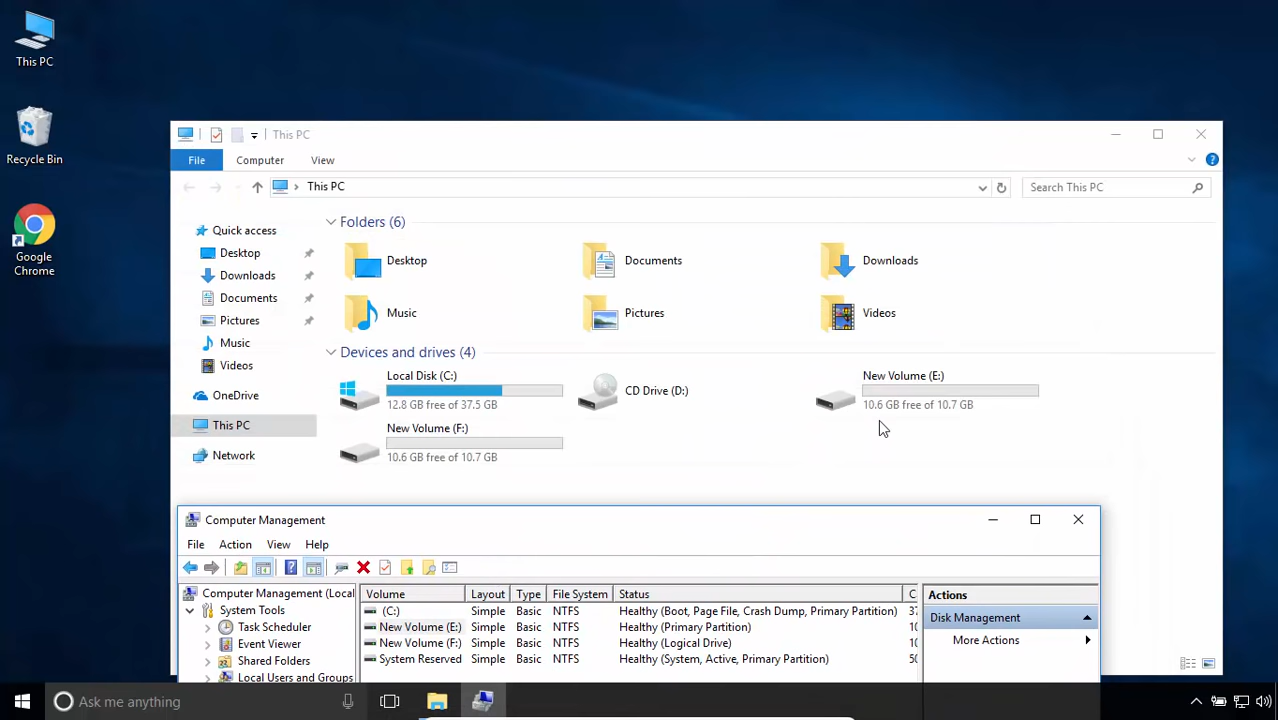 This PC
Recycle Bin
Google
Chrome
This PC
File Computer View
This PC
Search This PC
Quick access
Desktop
Downloads
Documents
Pictures
Music
Videos
OneDrive
This PC
Network
Folders (6)
Desktop
Documents
Downloads
Music
Pictures
Videos
Devices and drives (4)
Local Disk (C:)
12.8 GB free of 37.5 GB
CD Drive (D:)
New Volume (E:)
10.6 GB free of 10.7 GB
New Volume (F:)
10.6 GB free of 10.7 GB
Computer Management
File Action View Help
Computer Management (Local
System Tools
Task Scheduler
Event Viewer
Shared Folders
Local Users and Groups
Volume Layout Type File System Status C
(C:) Simple Basic NTFS Healthy (Boot, Page File, Crash Dump, Primary Partition) 37
New Volume (E:) Simple Basic NTFS Healthy (Primary Partition) 10
New Volume (F:) Simple Basic NTFS Healthy (Logical Drive) 10
System Reserved Simple Basic NTFS Healthy (System, Active, Primary Partition) 50
Actions
Disk Management
More Actions
Ask me anything